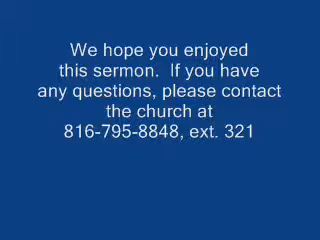 We hope you enjoyed
this sermon.  If you have
any questions, please contact
the church at
816-795-8848, ext. 321